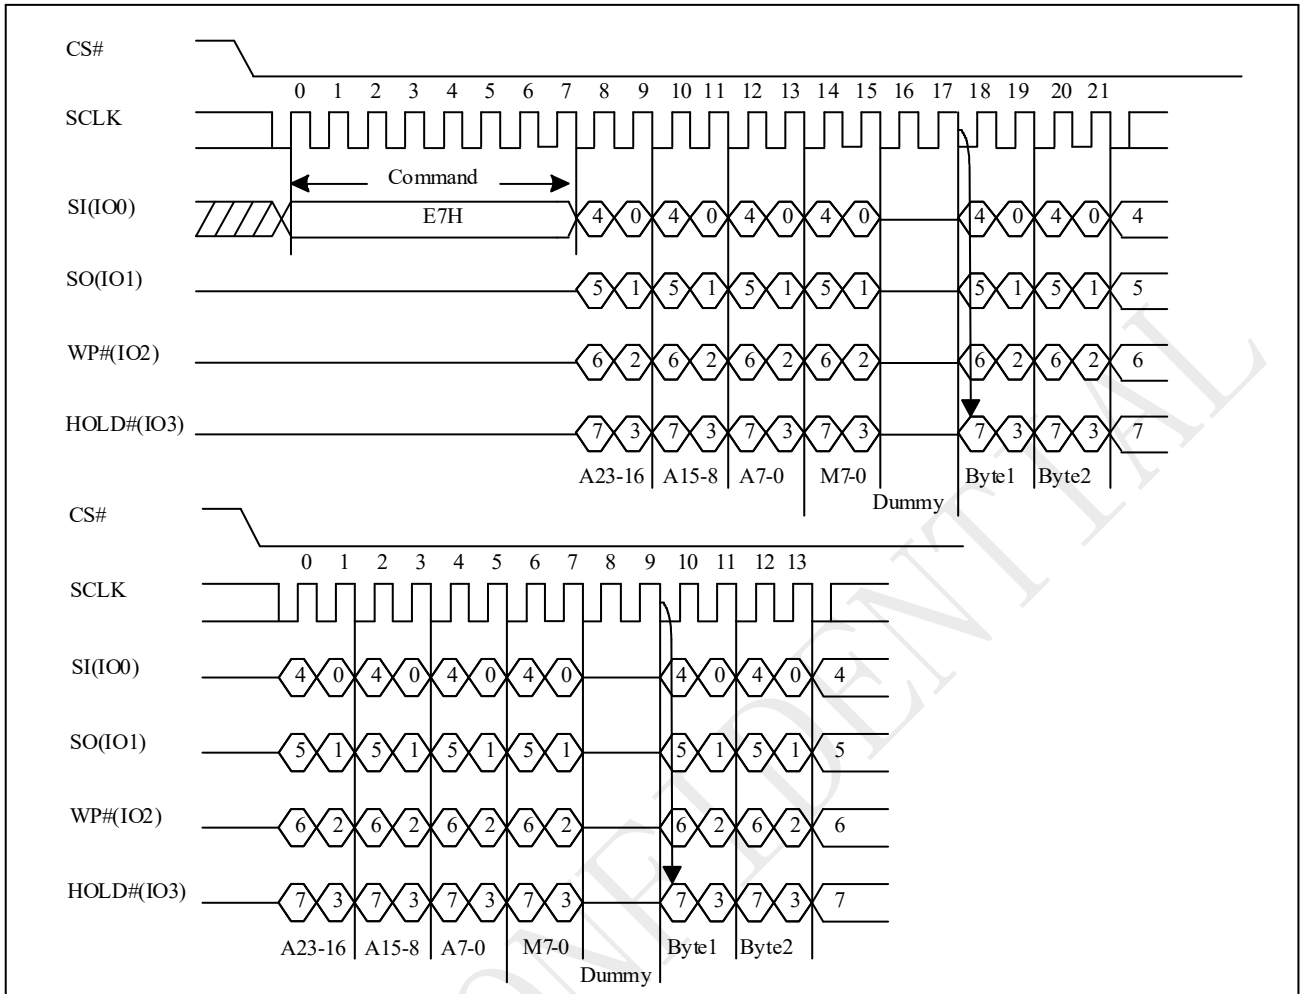 CS#
0 1 2 3 4 5 6 7 8 9 10 11 12 13 14 15 16 17 18 19 20 21
SCLK
Command
SI(IO0) E7H 4 0 4 0 4 0 4 0 4 0 4 0 4
SO(IO1) 5 1 5 1 5 1 5 1 5 1 5 1 5
WP#(IO2) 6 2 6 2 6 2 6 2 6 2 6 2 6
HOLD#(IO3) 7 3 7 3 7 3 7 3 7 3 7 3 7
A23-16 A15-8 A7-0 M7-0 Byte1 Byte2
Dummy
CS#
0 1 2 3 4 5 6 7 8 9 10 11 12 13
SCLK
SI(IO0) 4 0 4 0 4 0 4 0 4 0 4 0 4
SO(IO1) 5 1 5 1 5 1 5 1 5 1 5 1 5
WP#(IO2) 6 2 6 2 6 2 6 2 6 2 6 2 6
HOLD#(IO3) 7 3 7 3 7 3 7 3 7 3 7 3 7
A23-16 A15-8 A7-0 M7-0 Byte1 Byte2
Dummy
ONFIDENTIAL